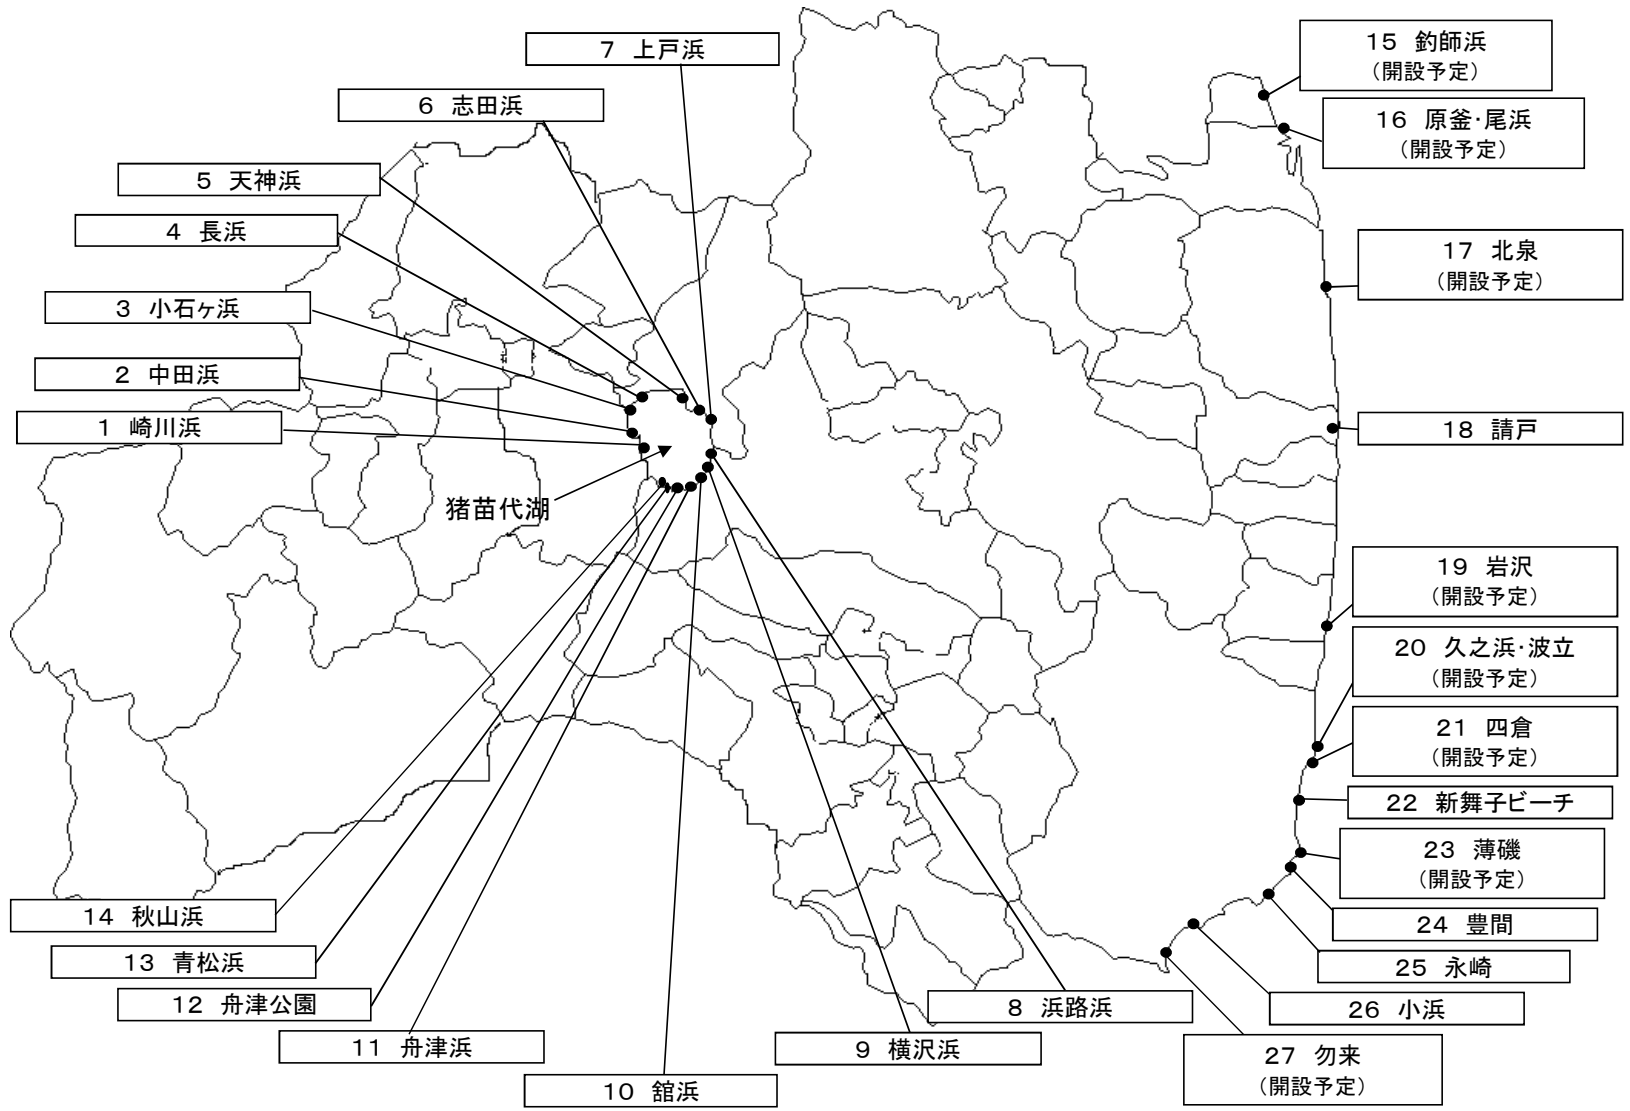 7 上戸浜
6 志田浜
5 天神浜
4 長浜
3 小石ヶ浜
2 中田浜
1 崎川浜
猪苗代湖
14 秋山浜
13 青松浜
12 舟津公園
11 舟津浜
10 舘浜
9 横沢浜
8 浜路浜
15 釣師浜
(開設予定)
16 原釜・尾浜
(開設予定)
17 北泉
(開設予定)
18 請戸
19 岩沢
(開設予定)
20 久之浜・波立
(開設予定)
21 四倉
(開設予定)
22 新舞子ビーチ
23 薄磯
(開設予定)
24 豊間
25 永崎
26 小浜
27 勿来
(開設予定)